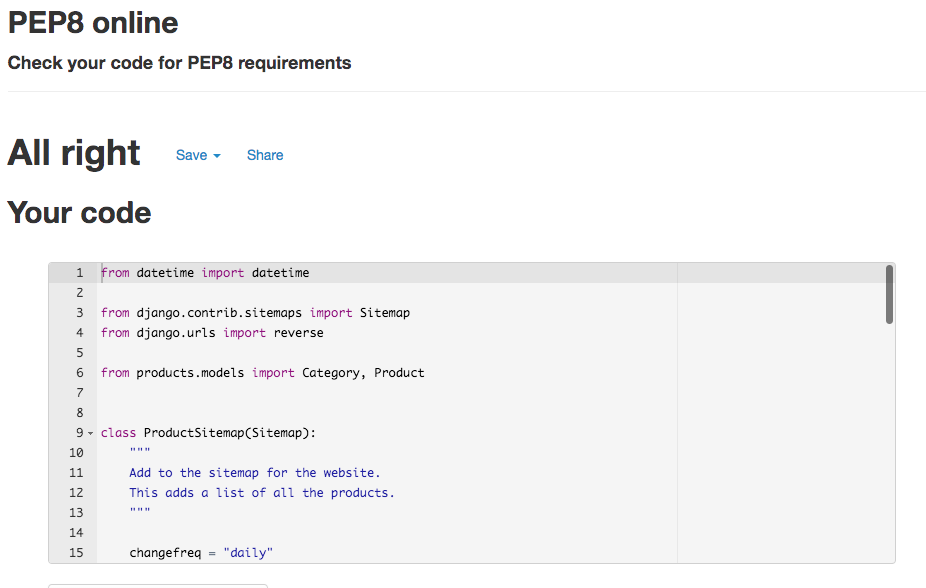 PEP8 online
Check your code for PEP8 requirements
All right Save Share
Your code
1 from datetime import datetime
2
3 from django.contrib.sitemaps import Sitemap
4 from django.urls import reverse
5
6 from products.models import Category, Product
7
8
9 class ProductSitemap(Sitemap):
10     """
11     Add to the sitemap for the website.
12     This adds a list of all the products.
13     """
14
15     changefreq = "daily"